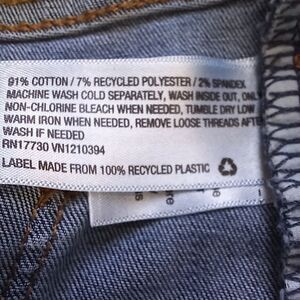 91% COTTON / 7% RECYCLED POLYESTER / 2% SPANDEX
MACHINE WASH COLD SEPARATELY, WASH INSIDE OUT, ONLY
NON-CHLORINE BLEACH WHEN NEEDED, TUMBLE DRY LOW
WARM IRON WHEN NEEDED, REMOVE LOOSE THREADS AFTER
WASH IF NEEDED
RN17730 VN1210394
LABEL MADE FROM 100% RECYCLED PLASTIC